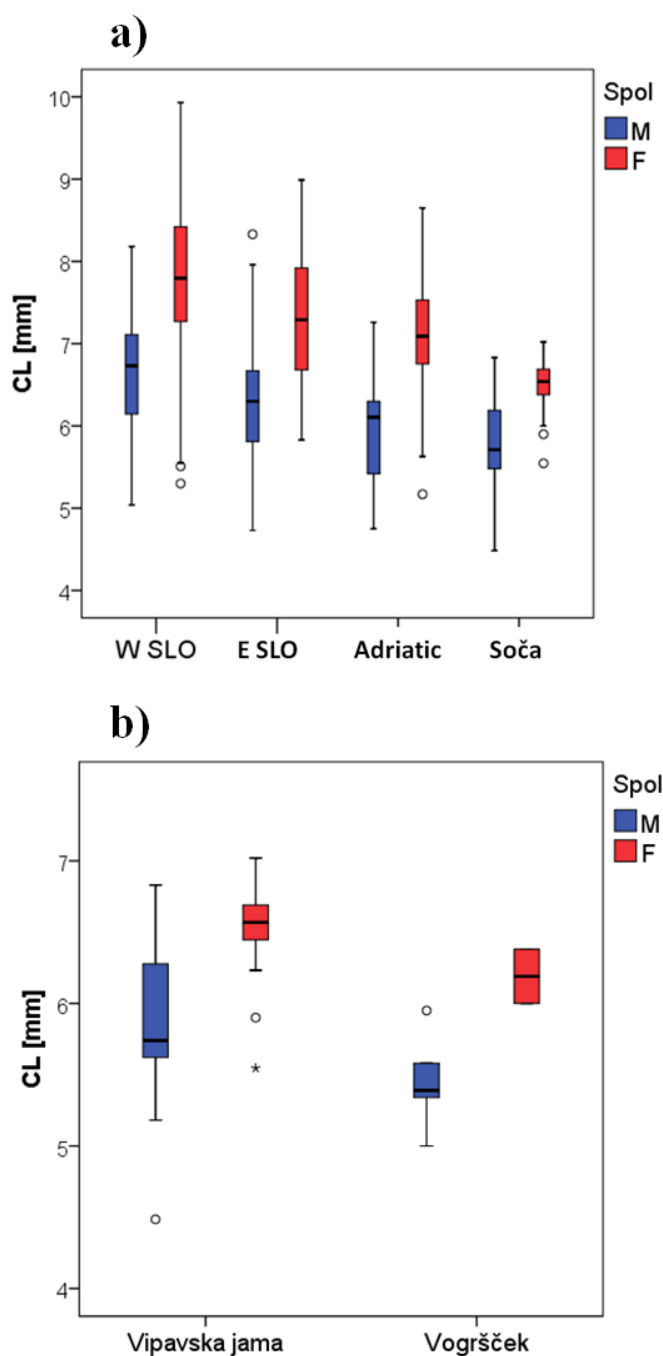 a)
Spol
M
F
10
9
8
7
6
5
4
CL [mm]
W SLO E SLO Adriatic Soča
b)
Spol
M
F
7
6
5
4
CL [mm]
Vipavska jama Vogršček